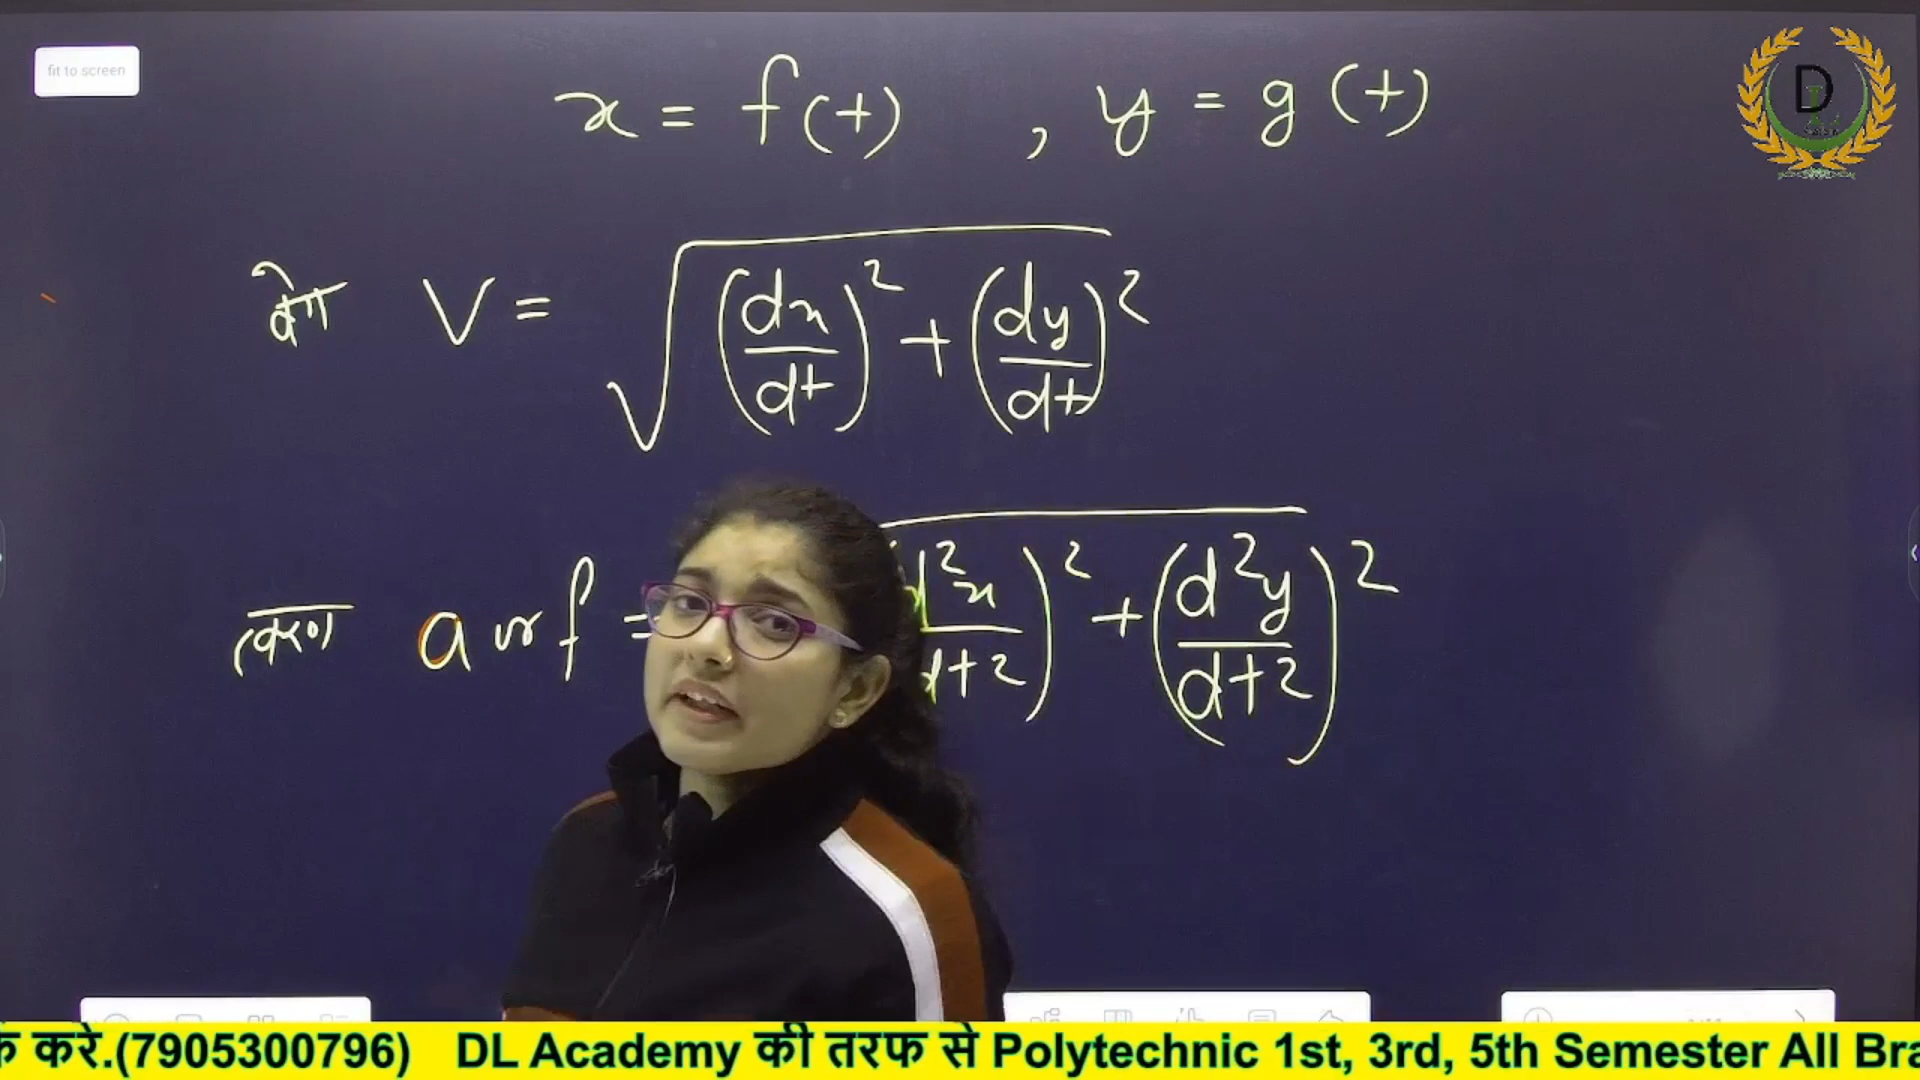 fit to screen
x = f(t) , y = g(t)
D
वेग V = √((dx/dt)² + (dy/dt)²)
त्वरण a or f = d²x/dt²)² + (d²y/dt²)²
करे.(7905300796) DL Academy की तरफ से Polytechnic 1st, 3rd, 5th Semester All Bra